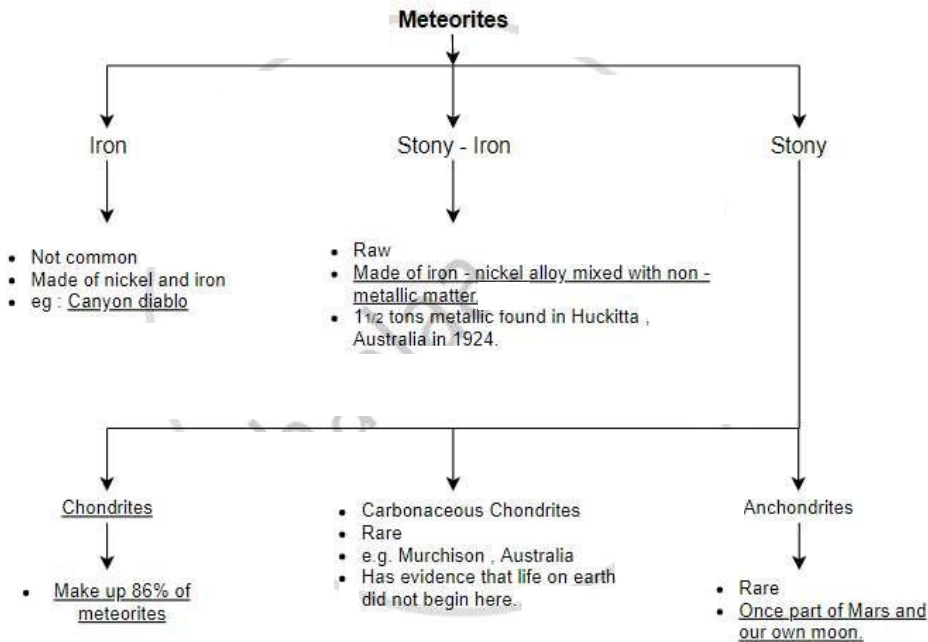 Meteorites
Iron
Stony - Iron
Stony
• Not common
• Made of nickel and iron
• eg : Canyon diablo
• Raw
• Made of iron - nickel alloy mixed with non -
metallic matter
• 1 1/2 tons metallic found in Huckitta ,
Australia in 1924.
Chondrites
• Carbonaceous Chondrites
• Rare
• e.g. Murchison , Australia
• Has evidence that life on earth
did not begin here.
Anchondrites
• Make up 86% of
meteorites
• Rare
• Once part of Mars and
our own moon.